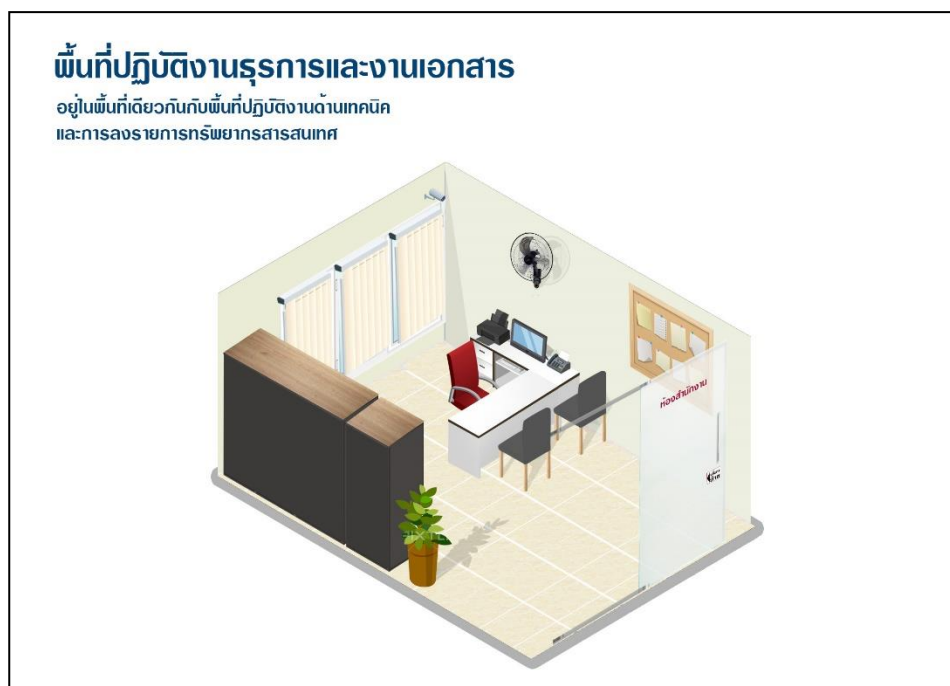 พื้นที่ปฏิบัติงานธุรการและงานเอกสาร
อยู่ในพื้นที่เดียวกันกับพื้นที่ปฏิบัติงานด้านเทคนิค
และการลงรายการทรัพยากรสารสนเทศ
ห้องสำนักงาน